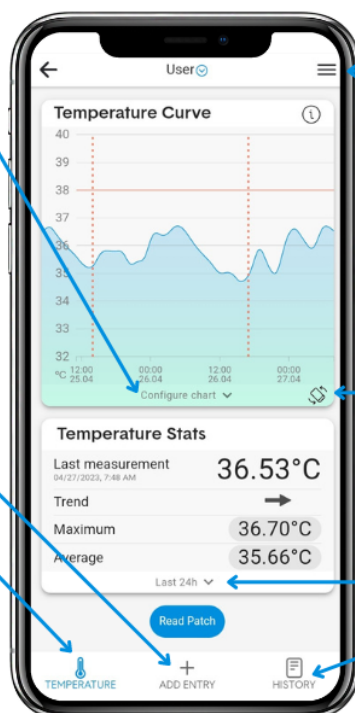 User
Temperature Curve
i
40
39
38
37
36
35
34
33
32
°C 12:00 00:00 12:00 00:00
25.04 26.04 26.04 27.04
Configure chart
Temperature Stats
Last measurement 36.53°C
04/27/2023, 7:48 AM
Trend
Maximum 36.70°C
Average 35.66°C
Last 24h
Read Patch
TEMPERATURE ADD ENTRY HISTORY